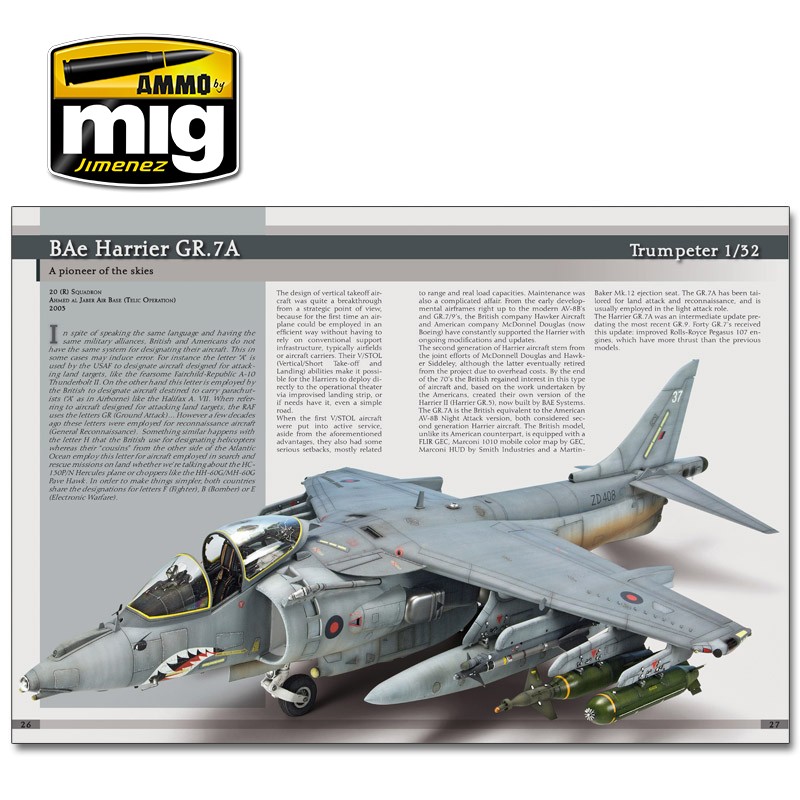 AMMO by
mig
Jimenez
BAe Harrier GR.7A
Trumpeter 1/32
A pioneer of the skies
20 (R) Squadron
Ahmed al Jaber Air Base (Telic Operation)
2003
In spite of speaking the same language and having the
same military alliances, British and Americans do not
have the same system for designating their aircraft. This in
some cases may induce error. For instance the letter ‘A’ is
used by the USAF to designate aircraft designed for attack-
ing land targets, like the fearsome Fairchild-Republic A-10
Thunderbolt II. On the other hand this letter is employed by
the British to designate aircraft destined to carry parachut-
ists (“A” as in Airborne) like the Halifax A. VII. When refer-
ring to aircraft designed for attacking land targets, the RAF
uses the letters GR (Ground Attack)... However a few decades
ago these letters were employed for reconnaissance aircraft
(General Reconnaissance). Something similar happens with
the letter H that the British use for designating helicopters
whereas their “cousins” from the other side of the Atlantic
Ocean employ this letter for aircraft employed in search and
rescue missions on land whether we’re talking about the HC-
130P/N Hercules plane or choppers like the HH-60G/MH-60G
Pave Hawk. In order to make things simpler, both countries
share the designations for letters F (Fighter), B (Bomber) or E
(Electronic Warfare).
The design of vertical takeoff air-
craft was quite a breakthrough
from a strategic point of view,
because for the first time an air-
plane could be employed in an
efficient way without having to
rely on conventional support
infrastructure, typically airfields
or aircraft carriers. Their V/STOL
(Vertical/Short Take-off and
Landing) abilities make it possi-
ble for the Harriers to deploy di-
rectly to the operational theater
via improvised landing strip, or
if needs have it, even a simple
road.
When the first V/STOL aircraft
were put into active service,
aside from the aforementioned
advantages, they also had some
serious setbacks, mostly related
to range and real load capacities. Maintenance was
also a complicated affair. From the early develop-
mental airframes right up to the modern AV-8B’s
and GR.7/9’s, the British company Hawker Aircraft
and American company McDonnel Douglas (now
Boeing) have constantly supported the Harrier with
ongoing modifications and updates.
The second generation of Harrier aircraft stem from
the joint efforts of McDonnell Douglas and Hawk-
er Siddeley, although the latter eventually retired
from the project due to overhead costs. By the end
of the 70’s the British regained interest in this type
of aircraft and, based on the work undertaken by
the Americans, created their own version of the
Harrier II (Harrier GR.5), now built by BAE Systems.
The GR.7A is the British equivalent to the American
AV-8B Night Attack version, both considered sec-
ond generation Harrier aircraft. The British model,
unlike its American counterpart, is equipped with a
FLIR GEC, Marconi 1010 mobile color map by GEC,
Marconi HUD by Smith Industries and a Martin-
Baker Mk.12 ejection seat. The GR.7A has been tai-
lored for land attack and reconnaissance, and is
usually employed in the light attack role.
The Harrier GR.7A was an intermediate update pre-
dating the most recent GR.9. Forty GR.7’s received
this update: improved Rolls-Royce Pegasus 107 en-
gines, which have more thrust than the previous
models.
37
ZD408
26
27